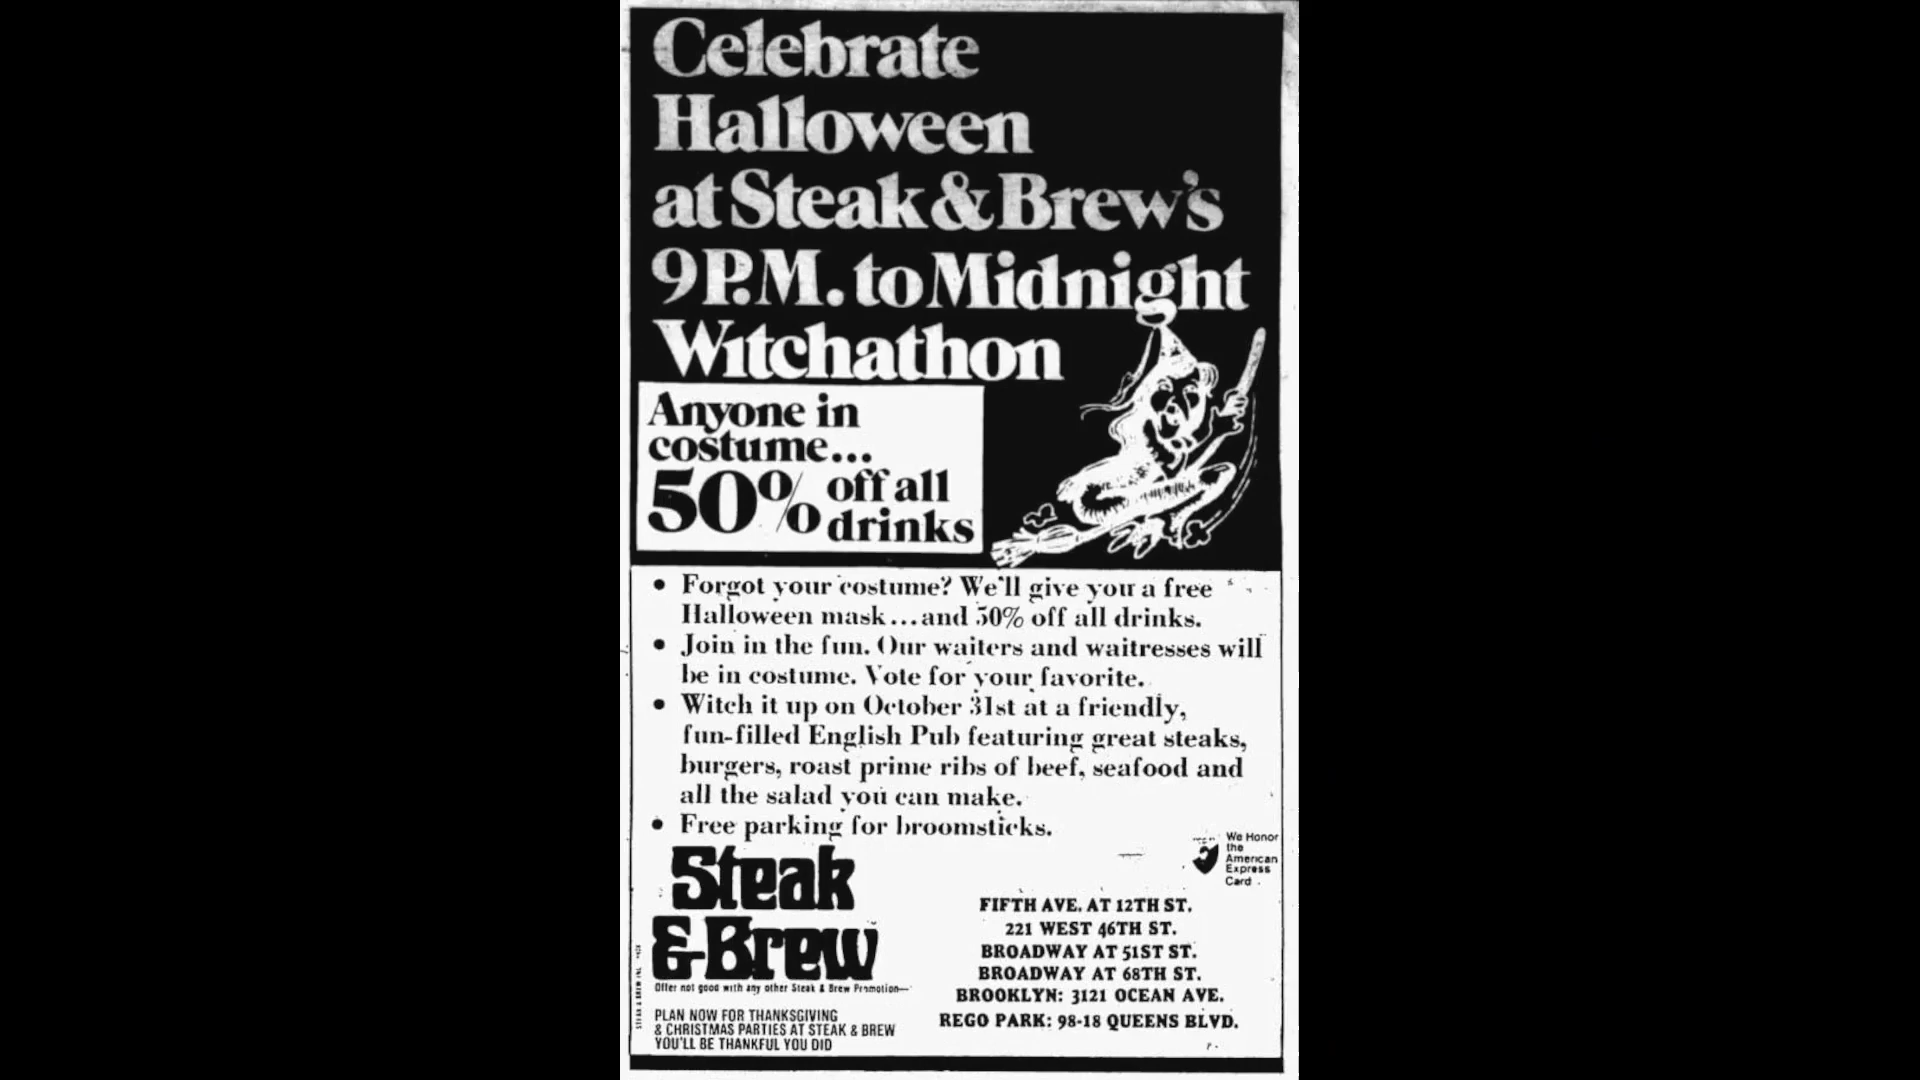 Celebrate
Halloween
at Steak & Brew's
9 P.M. to Midnight
Witchathon
Anyone in
costume...
50% off all
drinks
• Forgot your costume? We'll give you a free
Halloween mask...and 50% off all drinks.
• Join in the fun. Our waiters and waitresses will
be in costume. Vote for your favorite.
• Witch it up on October 31st at a friendly,
fun-filled English Pub featuring great steaks,
burgers, roast prime ribs of beef, seafood and
all the salad you can make.
• Free parking for broomsticks.
We Honor
the
American
Express
Card
Steak
& Brew
Offer not good with any other Steak & Brew Promotion
PLAN NOW FOR THANKSGIVING
& CHRISTMAS PARTIES AT STEAK & BREW
YOU'LL BE THANKFUL YOU DID
FIFTH AVE. AT 12TH ST.
221 WEST 46TH ST.
BROADWAY AT 51ST ST.
BROADWAY AT 68TH ST.
BROOKLYN: 3121 OCEAN AVE.
REGO PARK: 98-18 QUEENS BLVD.
STEAK & BREW INC.